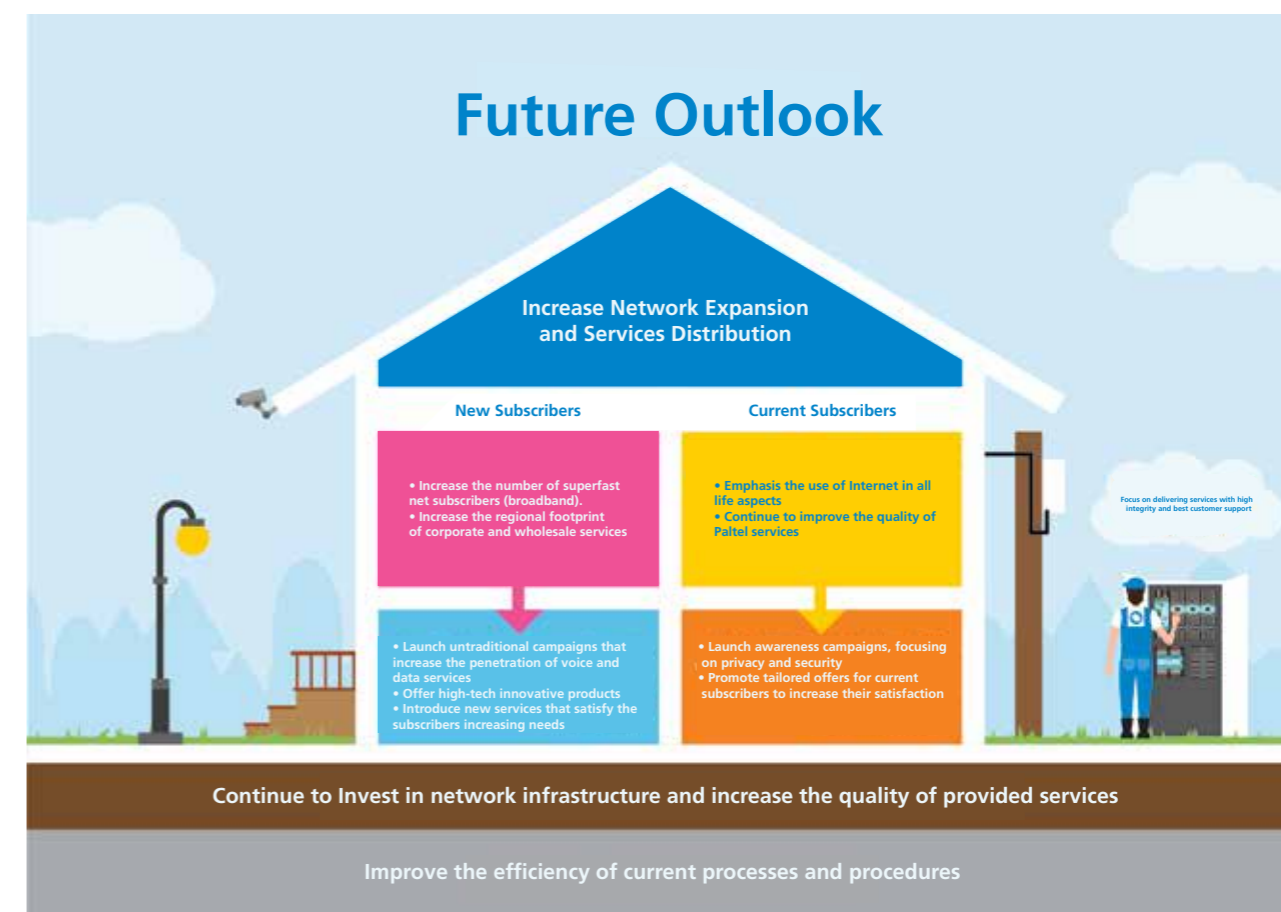 Future Outlook
Increase Network Expansion
and Services Distribution
New Subscribers
• Increase the number of superfast
net subscribers (broadband).
• Increase the regional footprint
of corporate and wholesale services
• Launch untraditional campaigns that
increase the penetration of voice and
data services
• Offer high-tech innovative products
• Introduce new services that satisfy the
subscribers increasing needs
Current Subscribers
• Emphasis the use of Internet in all
life aspects
• Continue to improve the quality of
Paltel services
• Launch awareness campaigns, focusing
on privacy and security
• Promote tailored offers for current
subscribers to increase their satisfaction
Focus on delivering services with high
integrity and best customer support
Continue to Invest in network infrastructure and increase the quality of provided services
Improve the efficiency of current processes and procedures